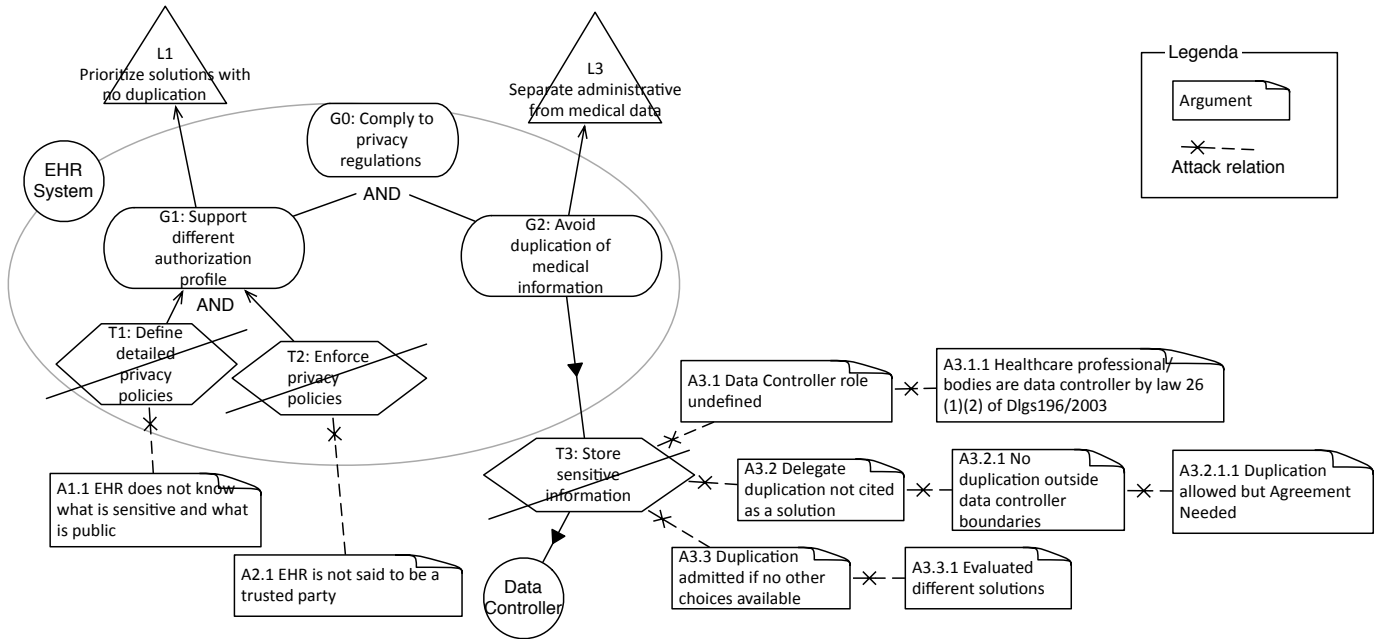 L1
Prioritize solutions with
no duplication
L3
Separate administrative
from medical data
Legenda
Argument
Attack relation
G0: Comply to
privacy
regulations
EHR
System
AND
G1: Support
different
authorization
profile
G2: Avoid
duplication of
medical
information
AND
T1: Define
detailed
privacy
policies
T2: Enforce
privacy
policies
A3.1 Data Controller role
undefined
A3.1.1 Healthcare professional/
bodies are data controller by law 26
(1)(2) of Dlgs196/2003
T3: Store
sensitive
information
A3.2 Delegate
duplication not cited
as a solution
A3.2.1 No
duplication outside
data controller
boundaries
A3.2.1.1 Duplication
allowed but Agreement
Needed
A1.1 EHR does not know
what is sensitive and what
is public
A2.1 EHR is not said to be a
trusted party
Data
Controller
A3.3 Duplication
admitted if no other
choices available
A3.3.1 Evaluated
different solutions